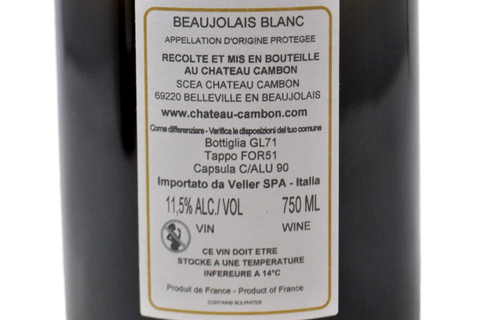 BEAUJOLAIS BLANC
APPELLATION D'ORIGINE PROTEGEE
RECOLTE ET MIS EN BOUTEILLE
AU CHATEAU CAMBON
SCEA CHATEAU CAMBON
69220 BELLEVILLE EN BEAUJOLAIS
www.chateau-cambon.com
Come differenziare - Verifica le disposizioni del tuo comune
Bottiglia GL71
Tappo FOR51
Capsula C/ALU 90
Importato da Velier SPA - Italia
11,5% ALC./VOL 750 ML
VIN WINE
CE VIN DOIT ETRE
STOCKE A UNE TEMPERATURE
INFEREURE A 14°C
Produit de France - Product of France
CONTAINS SULPHITES